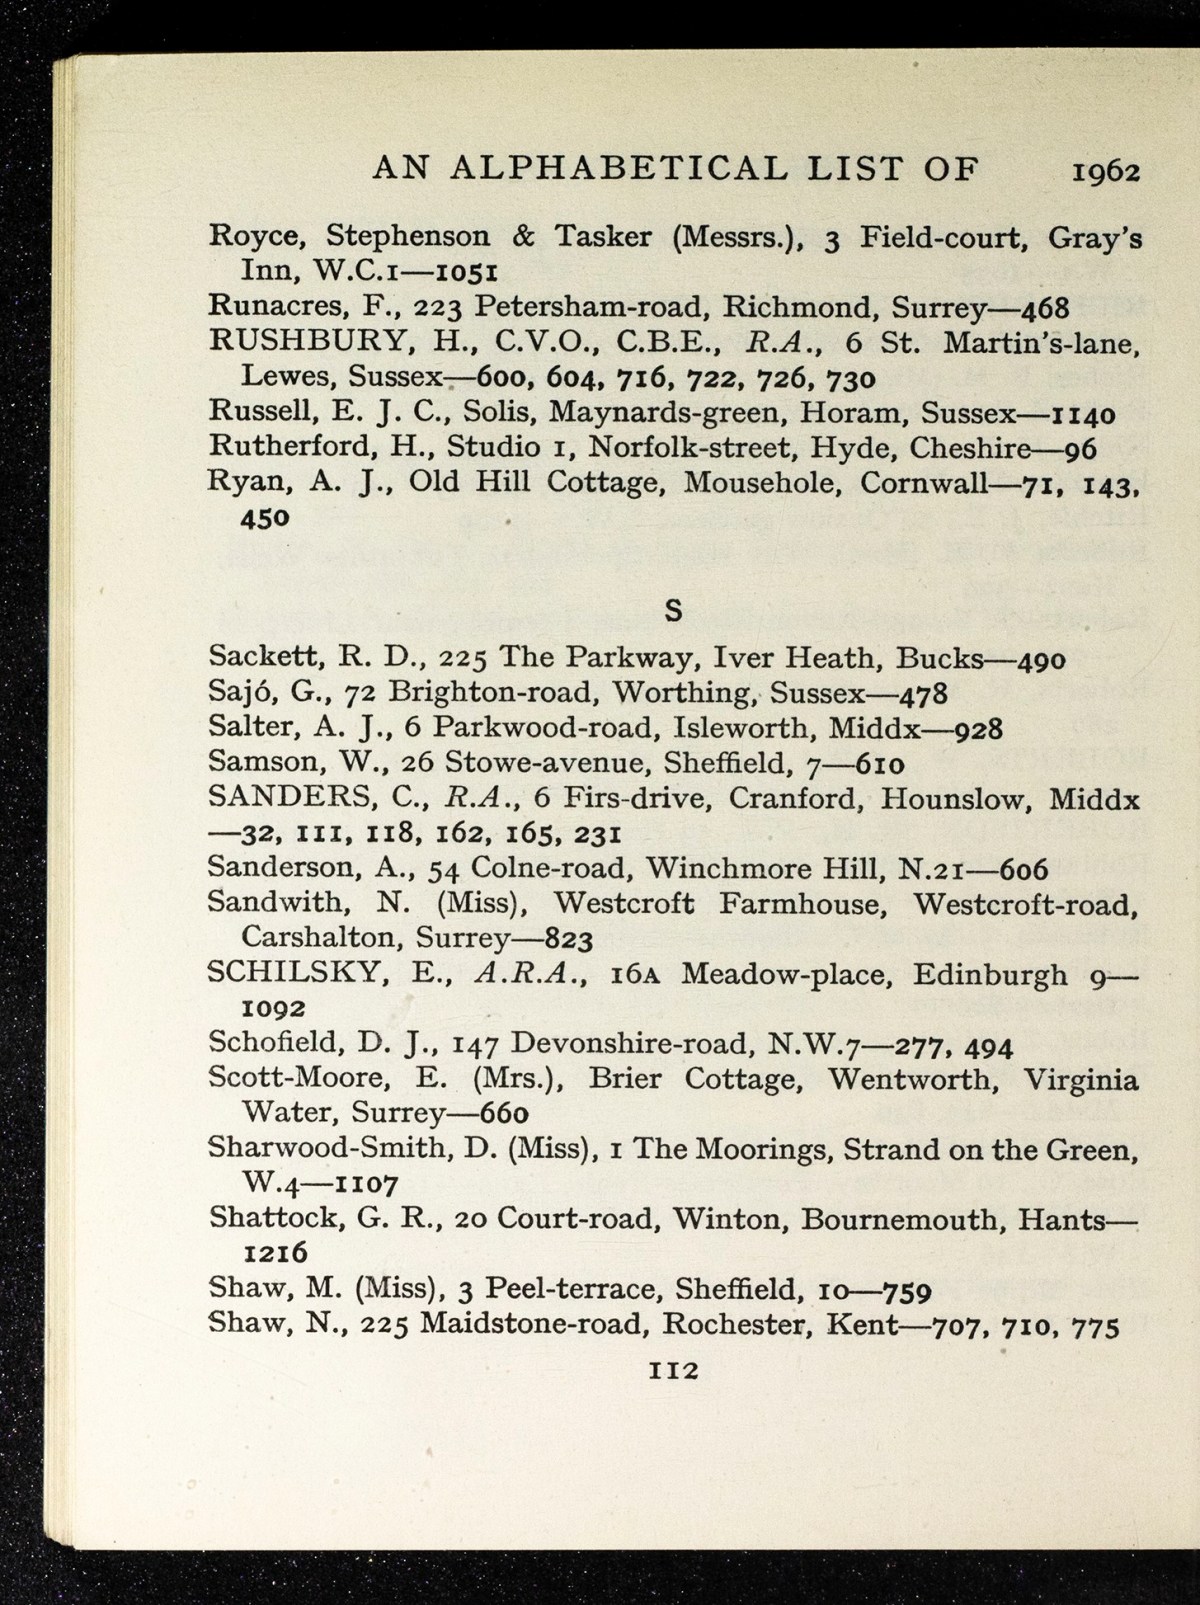 AN ALPHABETICAL LIST OF 1962
Royce, Stephenson & Tasker (Messrs.), 3 Field-court, Gray's
Inn, W.C.1—1051
Runacres, F., 223 Petersham-road, Richmond, Surrey—468
RUSHBURY, H., C.V.O., C.B.E., R.A., 6 St. Martin's-lane,
Lewes, Sussex—600, 604, 716, 722, 726, 730
Russell, E. J. C., Solis, Maynards-green, Horam, Sussex—1140
Rutherford, H., Studio 1, Norfolk-street, Hyde, Cheshire—96
Ryan, A. J., Old Hill Cottage, Mousehole, Cornwall—71, 143,
450
S
Sackett, R. D., 225 The Parkway, Iver Heath, Bucks—490
Sajó, G., 72 Brighton-road, Worthing, Sussex—478
Salter, A. J., 6 Parkwood-road, Isleworth, Middx—928
Samson, W., 26 Stowe-avenue, Sheffield, 7—610
SANDERS, C., R.A., 6 Firs-drive, Cranford, Hounslow, Middx
—32, 111, 118, 162, 165, 231
Sanderson, A., 54 Colne-road, Winchmore Hill, N.21—606
Sandwith, N. (Miss), Westcroft Farmhouse, Westcroft-road,
Carshalton, Surrey—823
SCHILSKY, E., A.R.A., 16A Meadow-place, Edinburgh 9—
1092
Schofield, D. J., 147 Devonshire-road, N.W.7—277, 494
Scott-Moore, E. (Mrs.), Brier Cottage, Wentworth, Virginia
Water, Surrey—660
Sharwood-Smith, D. (Miss), 1 The Moorings, Strand on the Green,
W.4—1107
Shattock, G. R., 20 Court-road, Winton, Bournemouth, Hants—
1216
Shaw, M. (Miss), 3 Peel-terrace, Sheffield, 10—759
Shaw, N., 225 Maidstone-road, Rochester, Kent—707, 710, 775
112